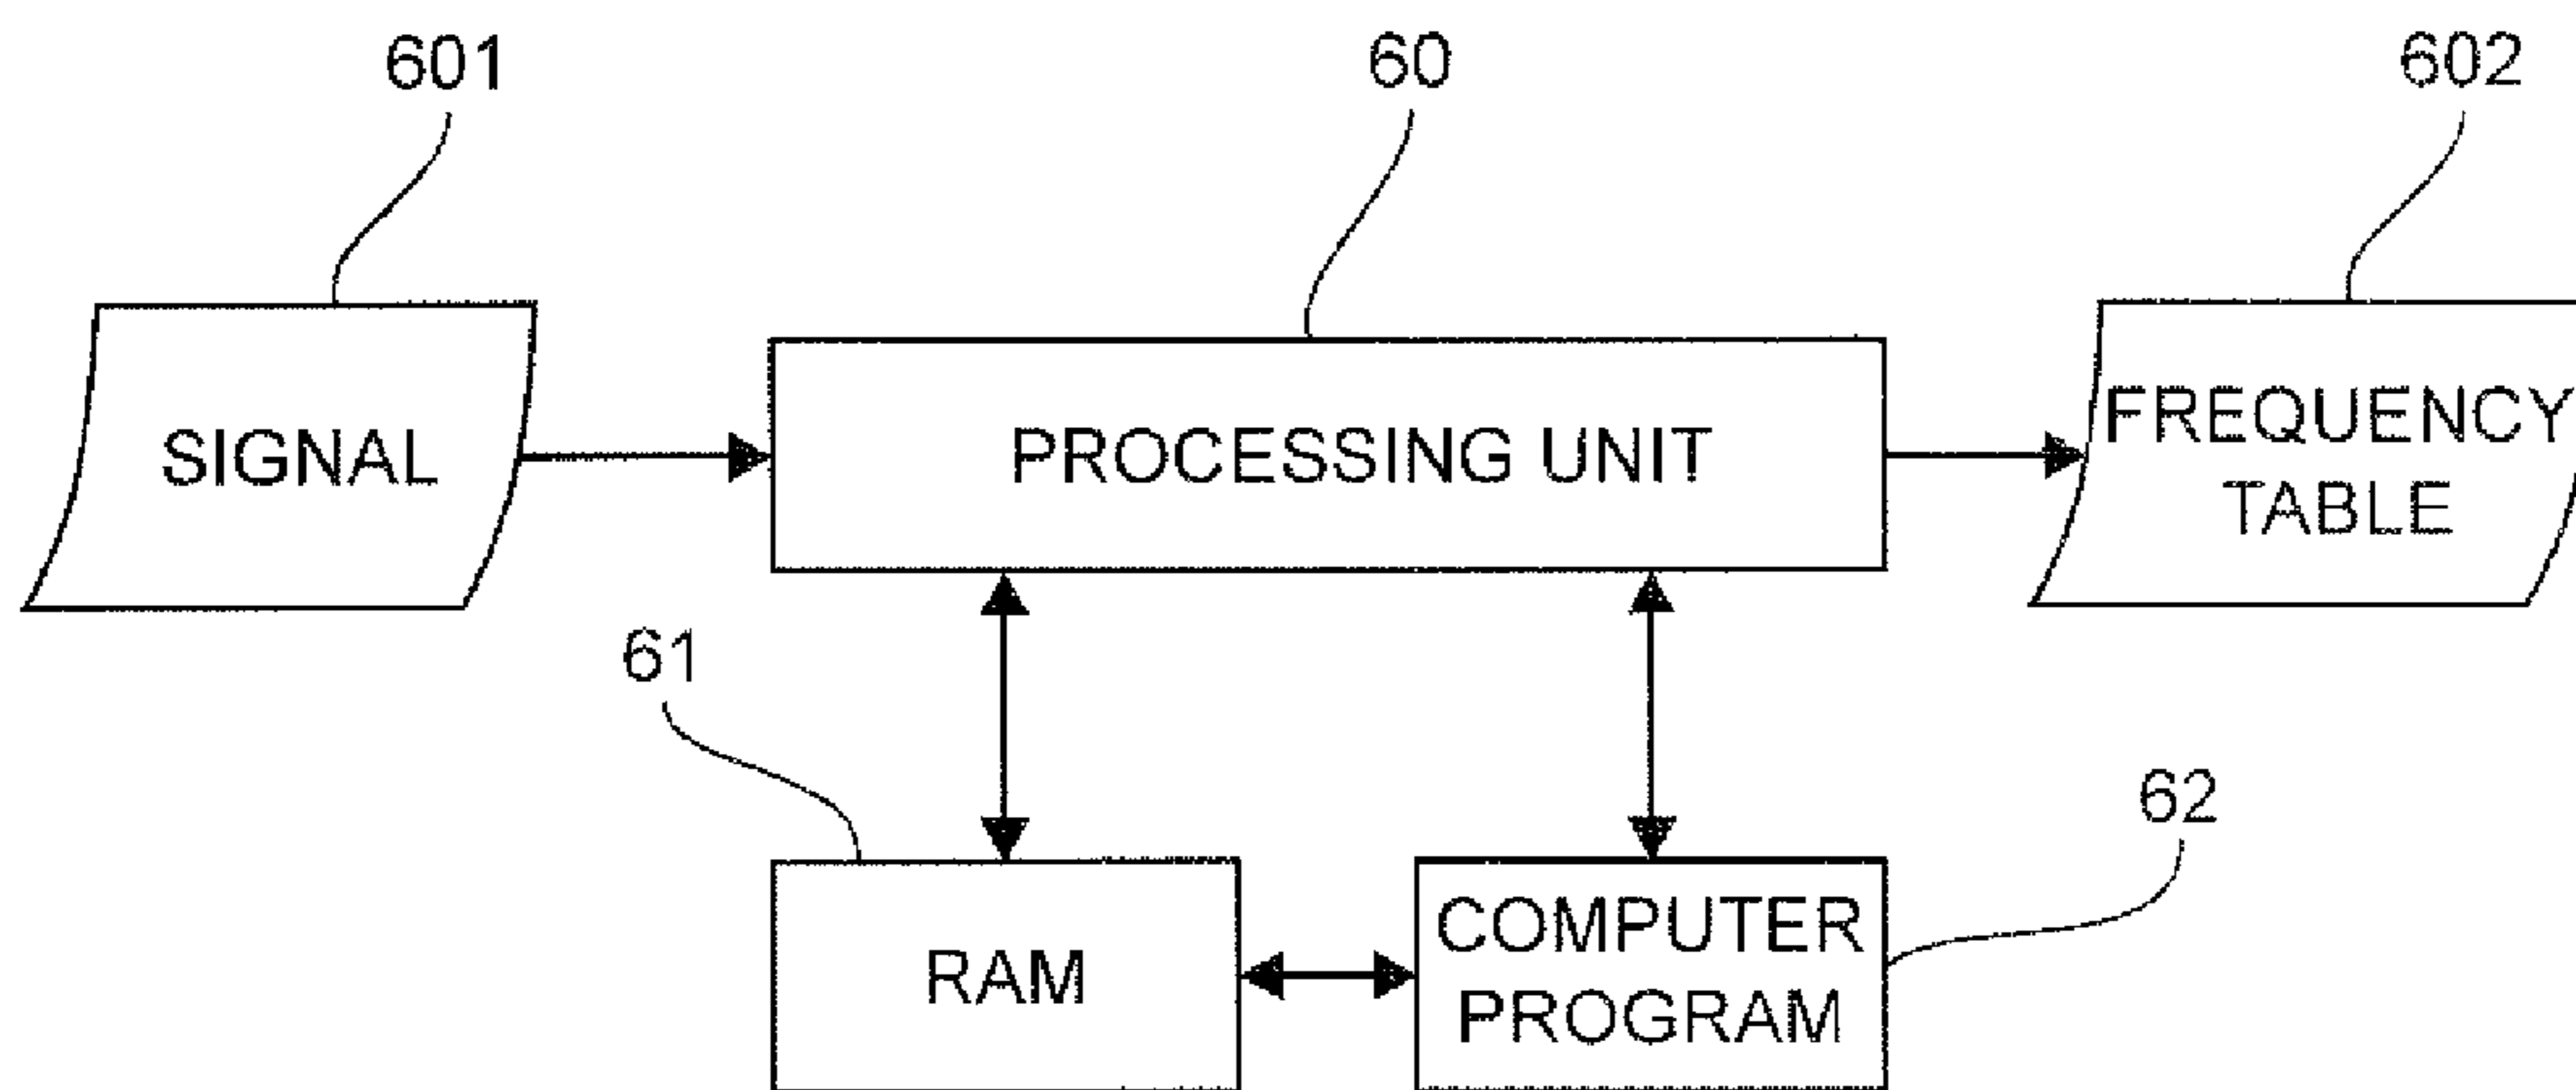 601
60
602
SIGNAL
PROCESSING UNIT
FREQUENCY
TABLE
61
62
RAM
COMPUTER
PROGRAM